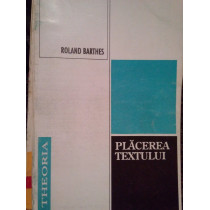 ROLAND BARTHES
PLĂCEREA
TEXTULUI
THEORIA